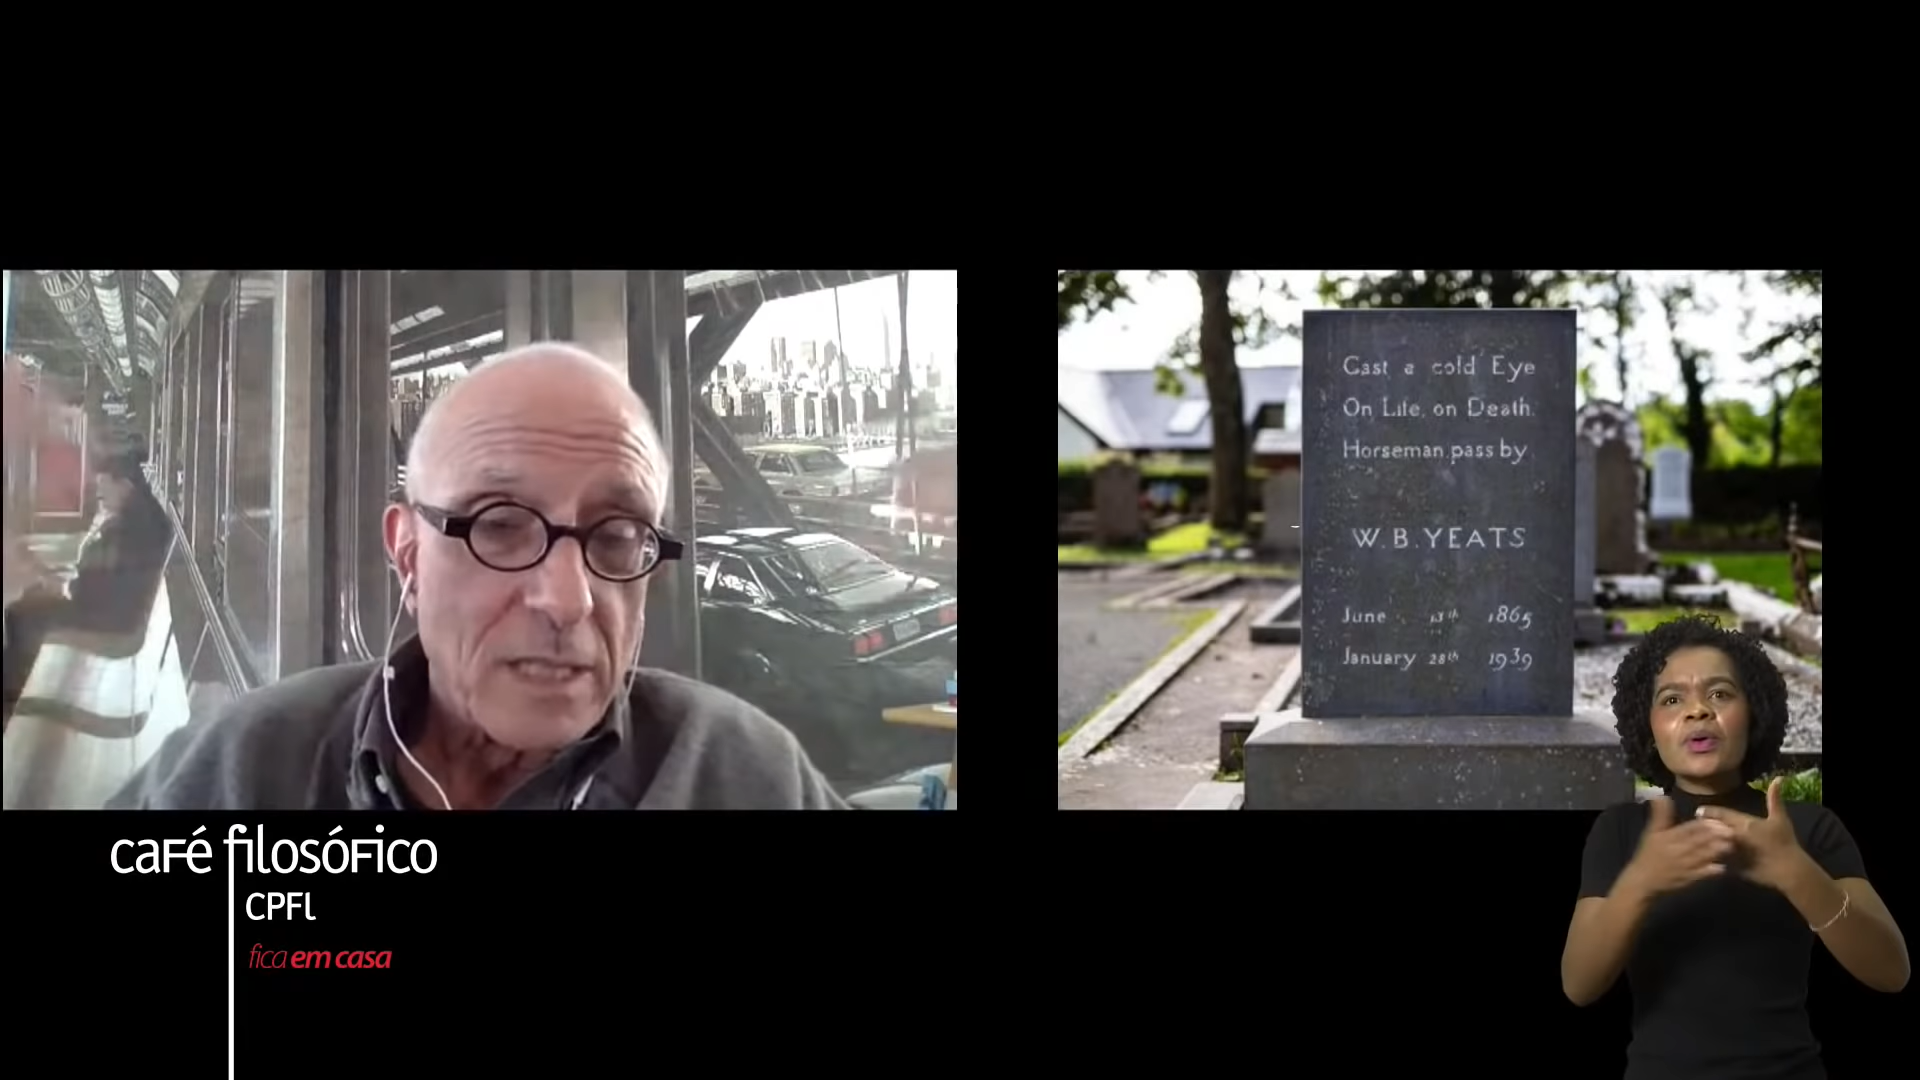 Cast a cold Eye
On Life, on Death.
Horseman, pass by
W. B. YEATS
June 13th 1865
January 28th 1939
café filosófico
CPFL
fica em casa